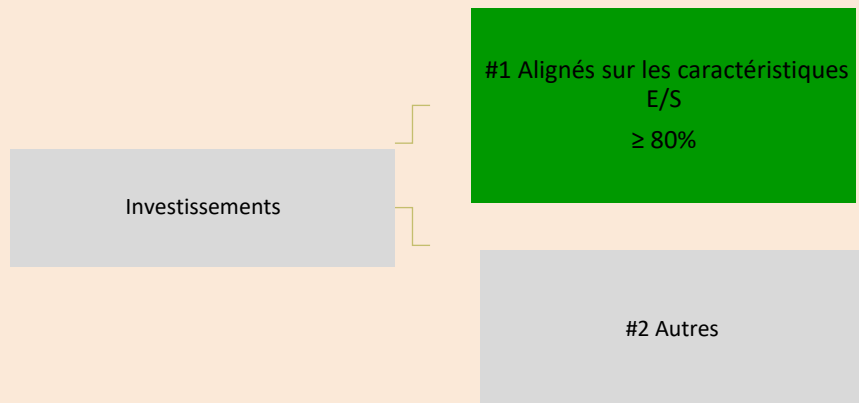 #1 Alignés sur les caractéristiques
E/S
≥ 80%
Investissements
#2 Autres